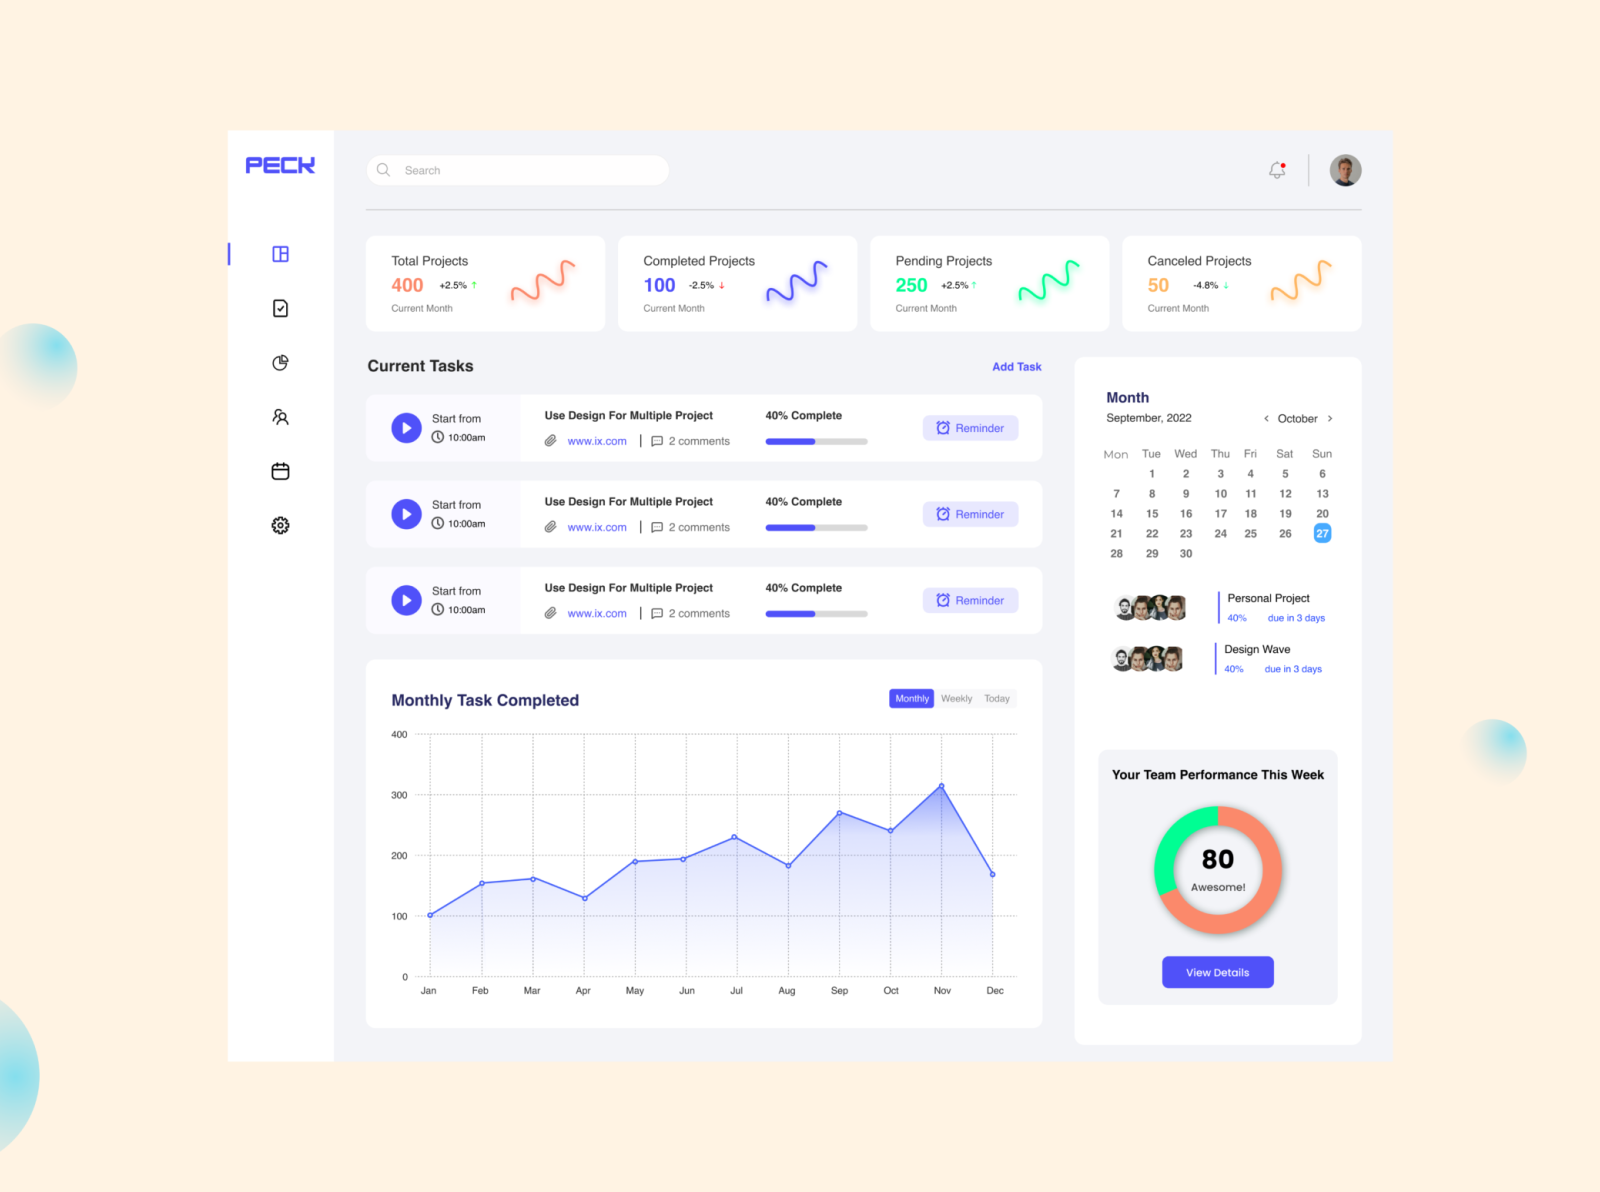 PECK
Search
Total Projects
400 +2.5% ↑
Current Month
Completed Projects
100 -2.5% ↓
Current Month
Pending Projects
250 +2.5% ↑
Current Month
Canceled Projects
50 -4.8% ↓
Current Month
Current Tasks
Add Task
Start from
10:00am
Use Design For Multiple Project
www.ix.com | 2 comments
40% Complete
Reminder
Start from
10:00am
Use Design For Multiple Project
www.ix.com | 2 comments
40% Complete
Reminder
Start from
10:00am
Use Design For Multiple Project
www.ix.com | 2 comments
40% Complete
Reminder
Monthly Task Completed
Monthly Weekly Today
400
300
200
100
0
Jan Feb Mar Apr May Jun Jul Aug Sep Oct Nov Dec
Month
September, 2022
< October >
Mon Tue Wed Thu Fri Sat Sun
1 2 3 4 5 6
7 8 9 10 11 12 13
14 15 16 17 18 19 20
21 22 23 24 25 26 27
28 29 30
Personal Project
40% due in 3 days
Design Wave
40% due in 3 days
Your Team Performance This Week
80
Awesome!
View Details